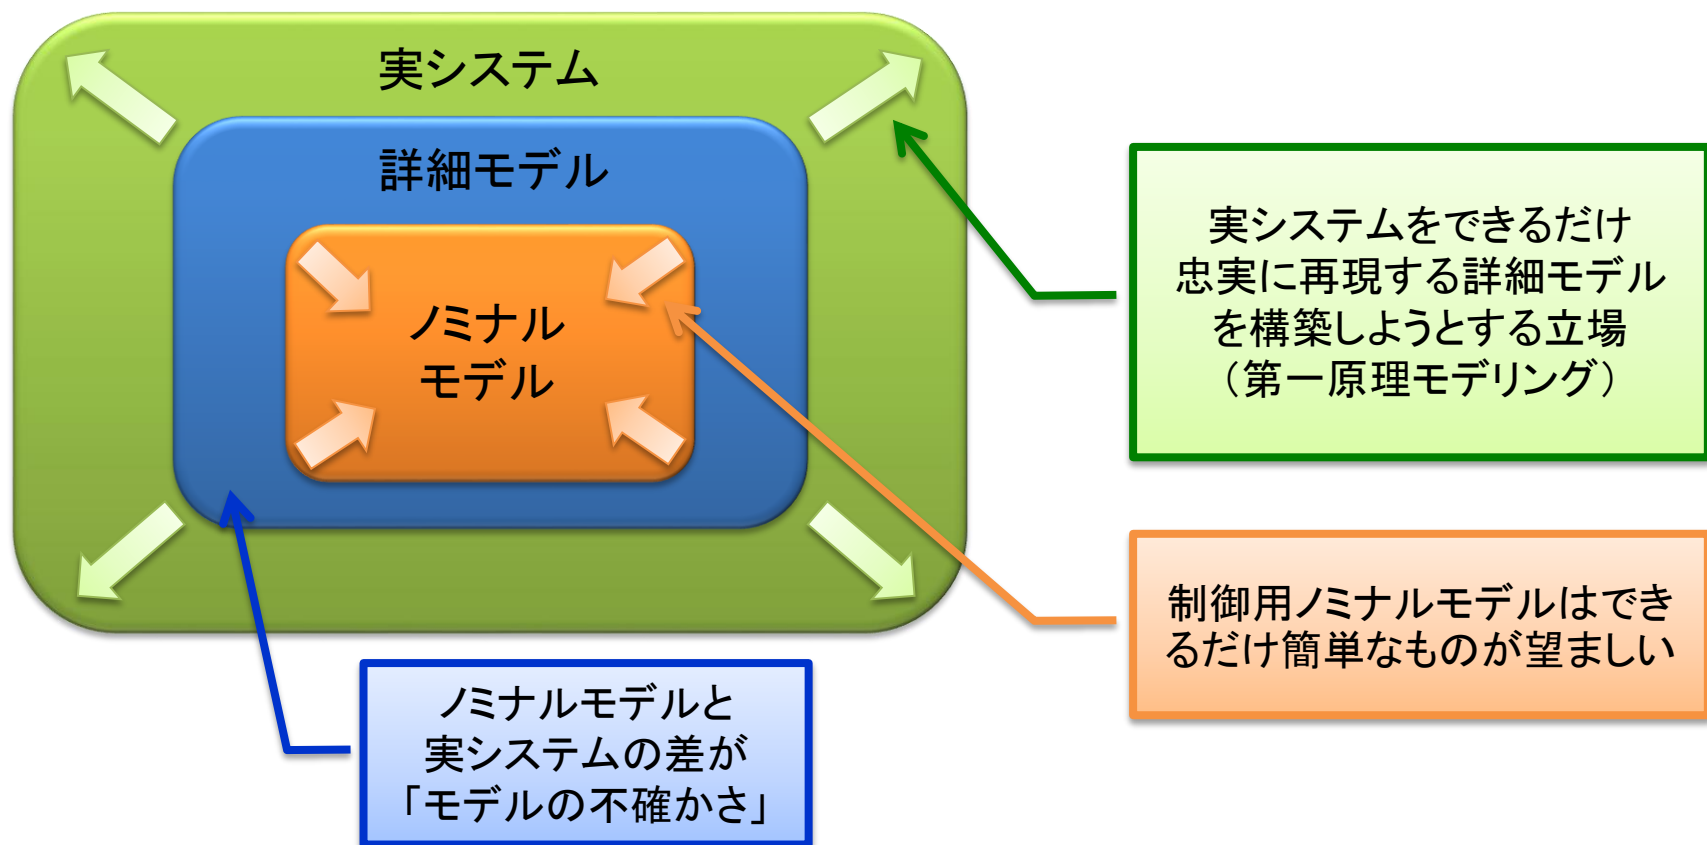 実システム
詳細モデル
ノミナル
モデル
実システムをできるだけ
忠実に再現する詳細モデル
を構築しようとする立場
（第一原理モデリング）
制御用ノミナルモデルはでき
るだけ簡単なものが望ましい
ノミナルモデルと
実システムの差が
「モデルの不確かさ」